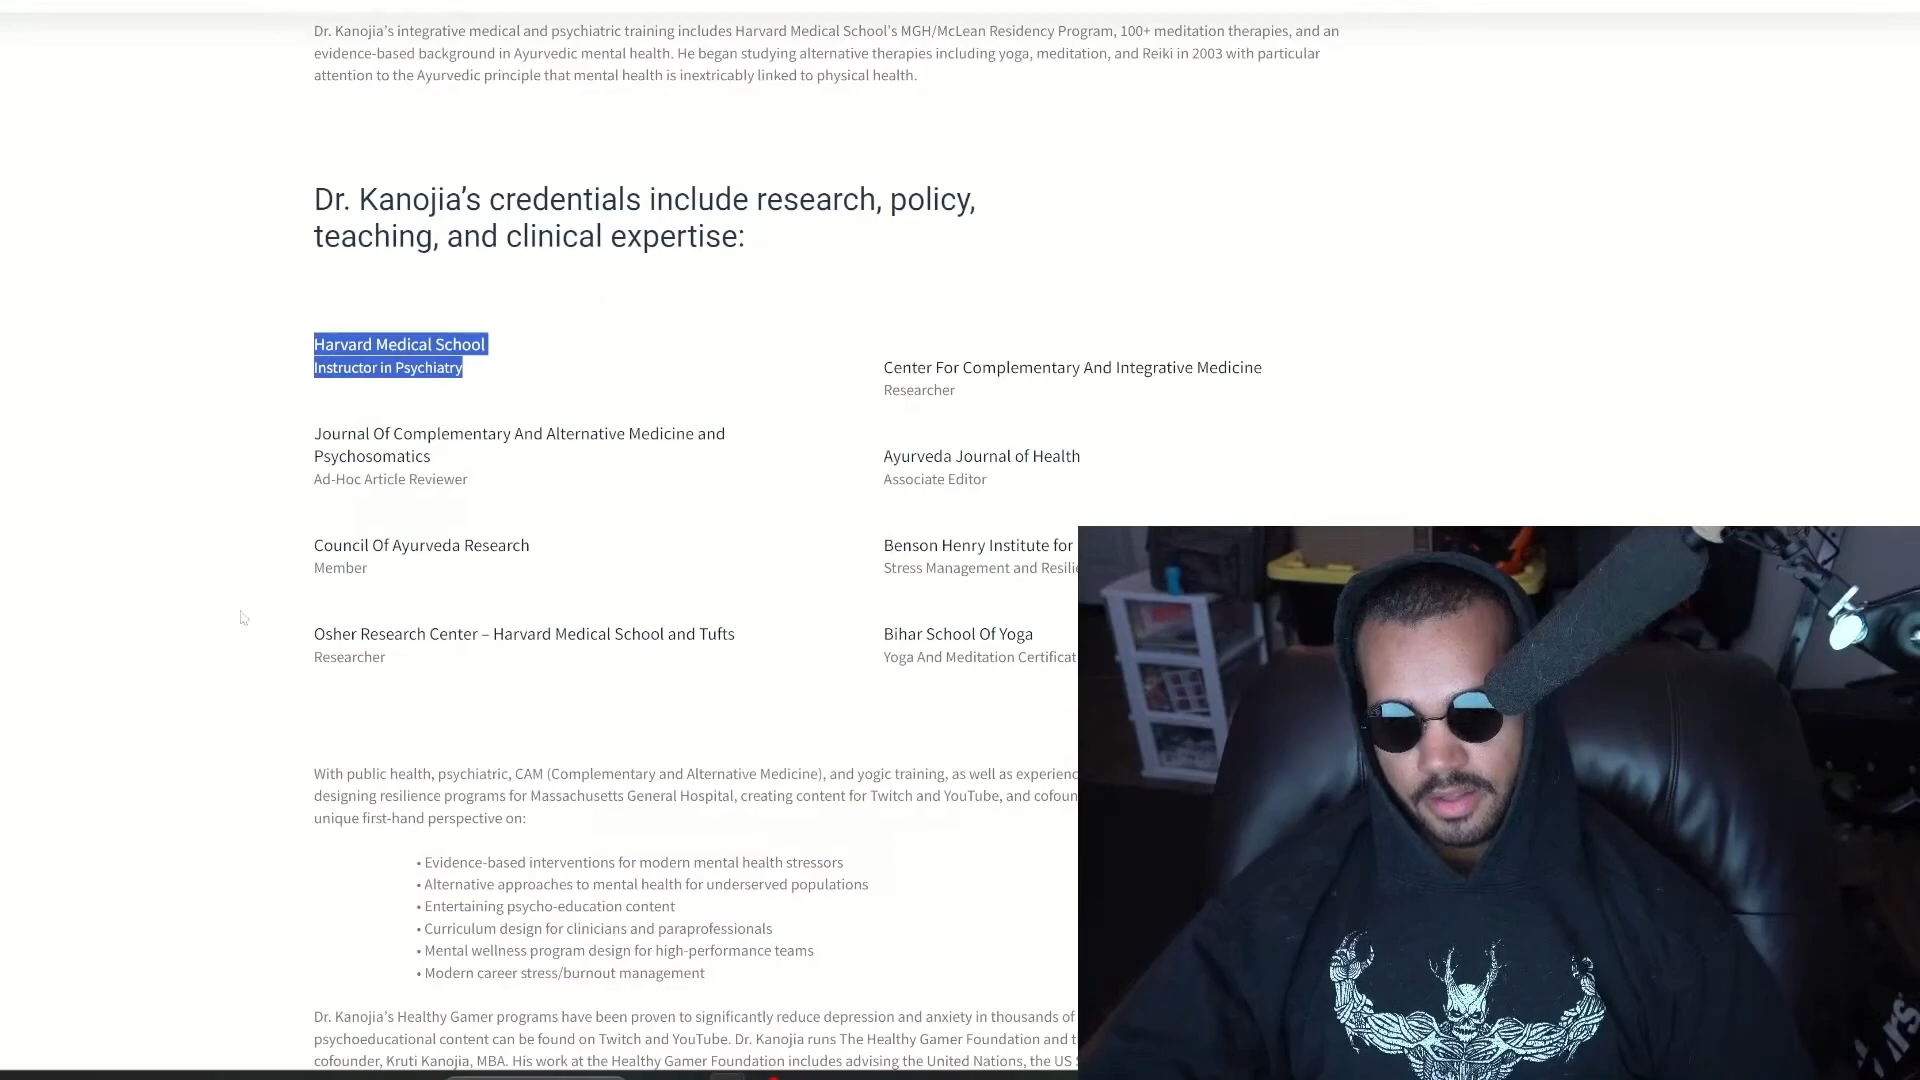 Dr. Kanojia’s integrative medical and psychiatric training includes Harvard Medical School’s MGH/McLean Residency Program, 100+ meditation therapies, and an
evidence-based background in Ayurvedic mental health. He began studying alternative therapies including yoga, meditation, and Reiki in 2003 with particular
attention to the Ayurvedic principle that mental health is inextricably linked to physical health.
Dr. Kanojia’s credentials include research, policy,
teaching, and clinical expertise:
Harvard Medical School
Instructor in Psychiatry
Center For Complementary And Integrative Medicine
Researcher
Journal Of Complementary And Alternative Medicine and
Psychosomatics
Ad-Hoc Article Reviewer
Ayurveda Journal of Health
Associate Editor
Council Of Ayurveda Research
Member
Benson Henry Institute for
Stress Management and
Osher Research Center – Harvard Medical School and Tufts
Researcher
Bihar School Of Yoga
Yoga And Meditation
With public health, psychiatric, CAM (Complementary and Alternative Medicine), and yogic training, as well as
designing resilience programs for Massachusetts General Hospital, creating content for Twitch and YouTube, and
unique first-hand perspective on:
• Evidence-based interventions for modern mental health stressors
• Alternative approaches to mental health for underserved populations
• Entertaining psycho-education content
• Curriculum design for clinicians and paraprofessionals
• Mental wellness program design for high-performance teams
• Modern career stress/burnout management
Dr. Kanojia’s Healthy Gamer programs have been proven to significantly reduce depression and anxiety in thousands of
psychoeducational content can be found on Twitch and YouTube. Dr. Kanojia runs The Healthy Gamer Foundation and
cofounder, Kruti Kanojia, MBA. His work at the Healthy Gamer Foundation includes advising the United Nations, the US